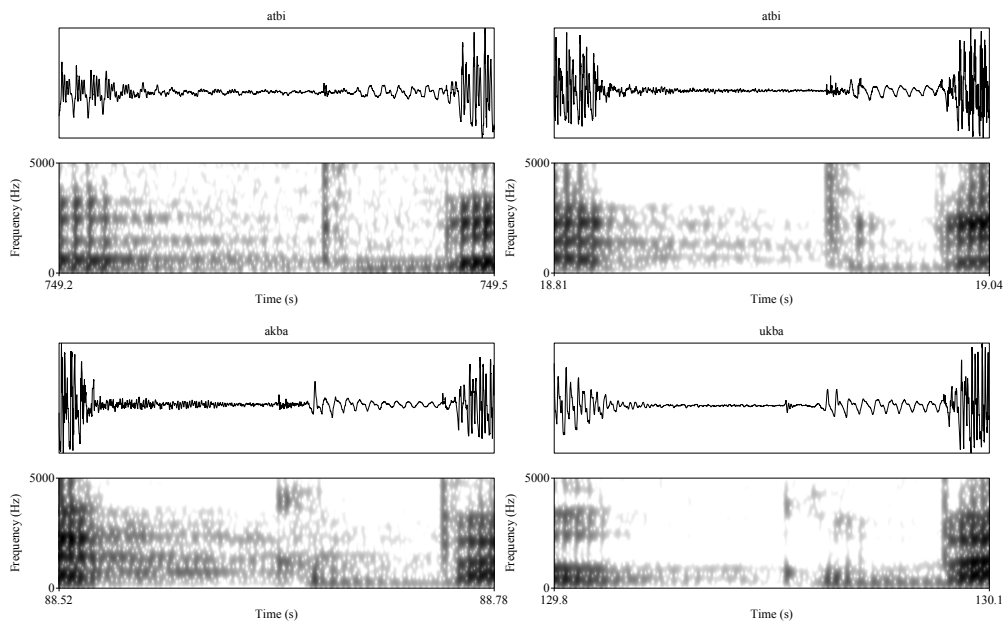 atbi
atbi
5000
0
Frequency (Hz)
749.2
749.5
Time (s)
5000
0
Frequency (Hz)
18.81
19.04
Time (s)
akba
ukba
5000
0
Frequency (Hz)
88.52
88.78
Time (s)
5000
0
Frequency (Hz)
129.8
130.1
Time (s)